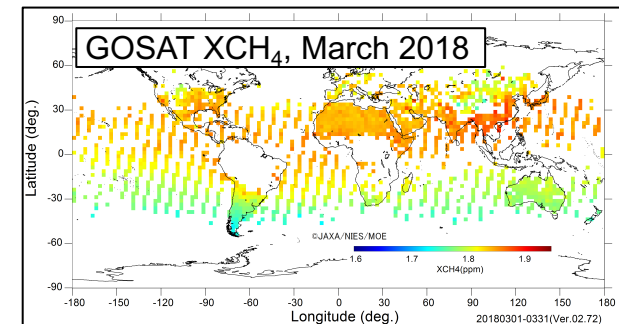 GOSAT XCH₄, March 2018
90
60
30
0
-30
-60
-90
Latitude (deg.)
©JAXA/NIES/MOE
1.6 1.7 1.8 1.9
XCH4(ppm)
-180 -150 -120 -90 -60 -30 0 30 60 90 120 150 180
Longitude (deg.)
20180301-0331(Ver.02.72)